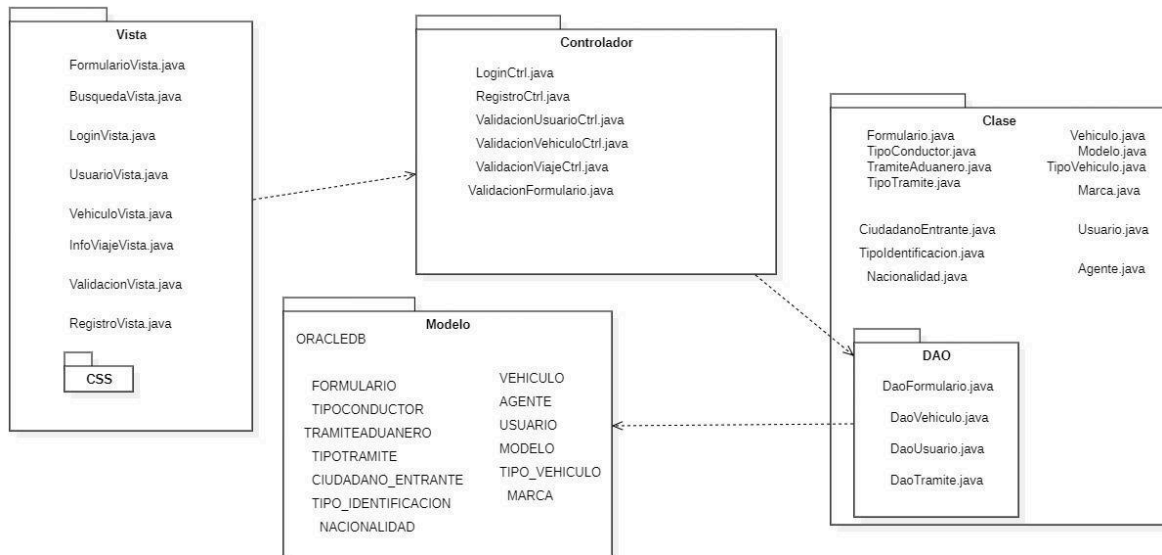 Vista
FormularioVista.java
BusquedaVista.java
LoginVista.java
UsuarioVista.java
VehiculoVista.java
InfoViajeVista.java
ValidacionVista.java
RegistroVista.java
CSS
Controlador
LoginCtrl.java
RegistroCtrl.java
ValidacionUsuarioCtrl.java
ValidacionVehiculoCtrl.java
ValidacionViajeCtrl.java
ValidacionFormulario.java
Modelo
ORACLEDB
FORMULARIO
TIPOCONDUCTOR
TRAMITEADUANERO
TIPOTRAMITE
CIUDADANO_ENTRANTE
TIPO_IDENTIFICACION
NACIONALIDAD
VEHICULO
AGENTE
USUARIO
MODELO
TIPO_VEHICULO
MARCA
Clase
Formulario.java
TipoConductor.java
TramiteAduanero.java
TipoTramite.java
CiudadanoEntrante.java
TipoIdentificacion.java
Nacionalidad.java
Vehiculo.java
Modelo.java
TipoVehiculo.java
Marca.java
Usuario.java
Agente.java
DAO
DaoFormulario.java
DaoVehiculo.java
DaoUsuario.java
DaoTramite.java